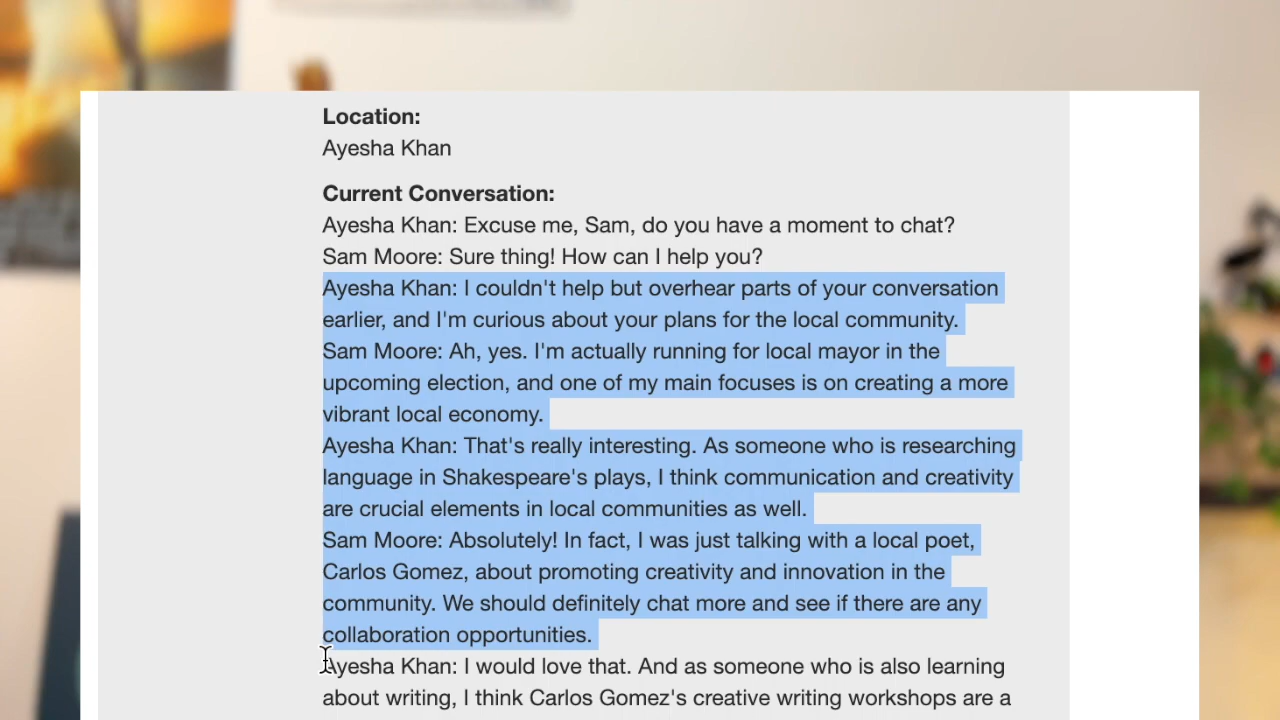 Location:
Ayesha Khan
Current Conversation:
Ayesha Khan: Excuse me, Sam, do you have a moment to chat?
Sam Moore: Sure thing! How can I help you?
Ayesha Khan: I couldn't help but overhear parts of your conversation
earlier, and I'm curious about your plans for the local community.
Sam Moore: Ah, yes. I'm actually running for local mayor in the
upcoming election, and one of my main focuses is on creating a more
vibrant local economy.
Ayesha Khan: That's really interesting. As someone who is researching
language in Shakespeare's plays, I think communication and creativity
are crucial elements in local communities as well.
Sam Moore: Absolutely! In fact, I was just talking with a local poet,
Carlos Gomez, about promoting creativity and innovation in the
community. We should definitely chat more and see if there are any
collaboration opportunities.
Ayesha Khan: I would love that. And as someone who is also learning
about writing, I think Carlos Gomez's creative writing workshops are a